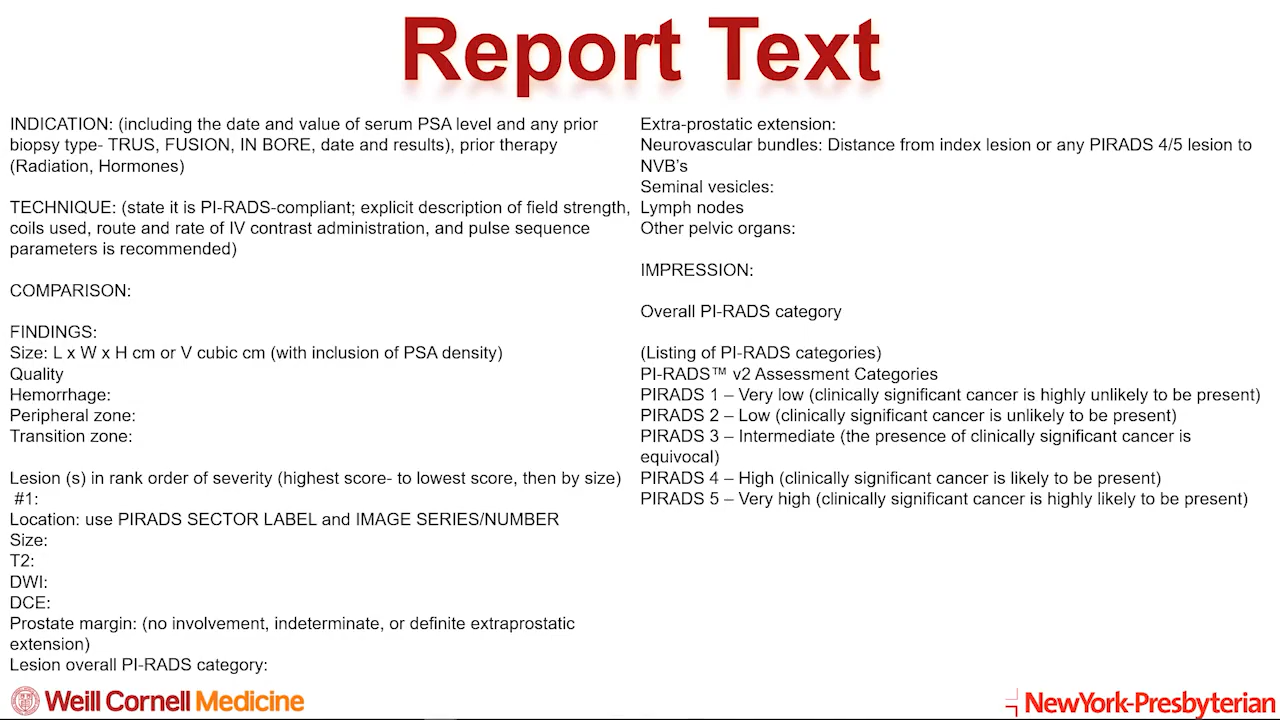 Report Text
INDICATION: (including the date and value of serum PSA level and any prior
biopsy type- TRUS, FUSION, IN BORE, date and results), prior therapy
(Radiation, Hormones)
TECHNIQUE: (state it is PI-RADS-compliant; explicit description of field strength,
coils used, route and rate of IV contrast administration, and pulse sequence
parameters is recommended)
COMPARISON:
FINDINGS:
Size: L x W x H cm or V cubic cm (with inclusion of PSA density)
Quality
Hemorrhage:
Peripheral zone:
Transition zone:
Lesion (s) in rank order of severity (highest score- to lowest score, then by size)
#1:
Location: use PIRADS SECTOR LABEL and IMAGE SERIES/NUMBER
Size:
T2:
DWI:
DCE:
Prostate margin: (no involvement, indeterminate, or definite extraprostatic
extension)
Lesion overall PI-RADS category:
Extra-prostatic extension:
Neurovascular bundles: Distance from index lesion or any PIRADS 4/5 lesion to
NVB’s
Seminal vesicles:
Lymph nodes
Other pelvic organs:
IMPRESSION:
Overall PI-RADS category
(Listing of PI-RADS categories)
PI-RADS™ v2 Assessment Categories
PIRADS 1 – Very low (clinically significant cancer is highly unlikely to be present)
PIRADS 2 – Low (clinically significant cancer is unlikely to be present)
PIRADS 3 – Intermediate (the presence of clinically significant cancer is
equivocal)
PIRADS 4 – High (clinically significant cancer is likely to be present)
PIRADS 5 – Very high (clinically significant cancer is highly likely to be present)
Weill Cornell Medicine
NewYork-Presbyterian